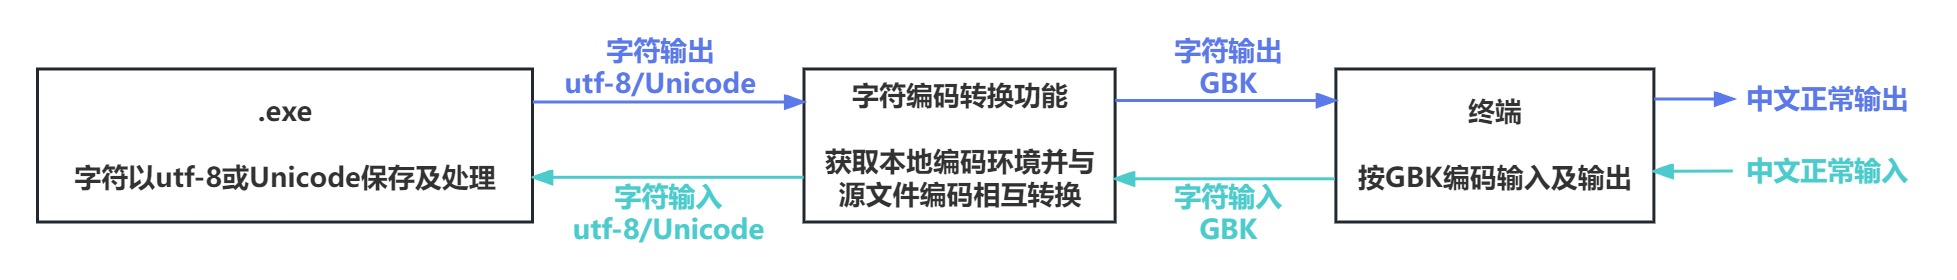 .exe
字符以utf-8或Unicode保存及处理
字符输出
utf-8/Unicode
字符输入
utf-8/Unicode
字符编码转换功能
获取本地编码环境并与
源文件编码相互转换
字符输出
GBK
字符输入
GBK
终端
按GBK编码输入及输出
中文正常输出
中文正常输入